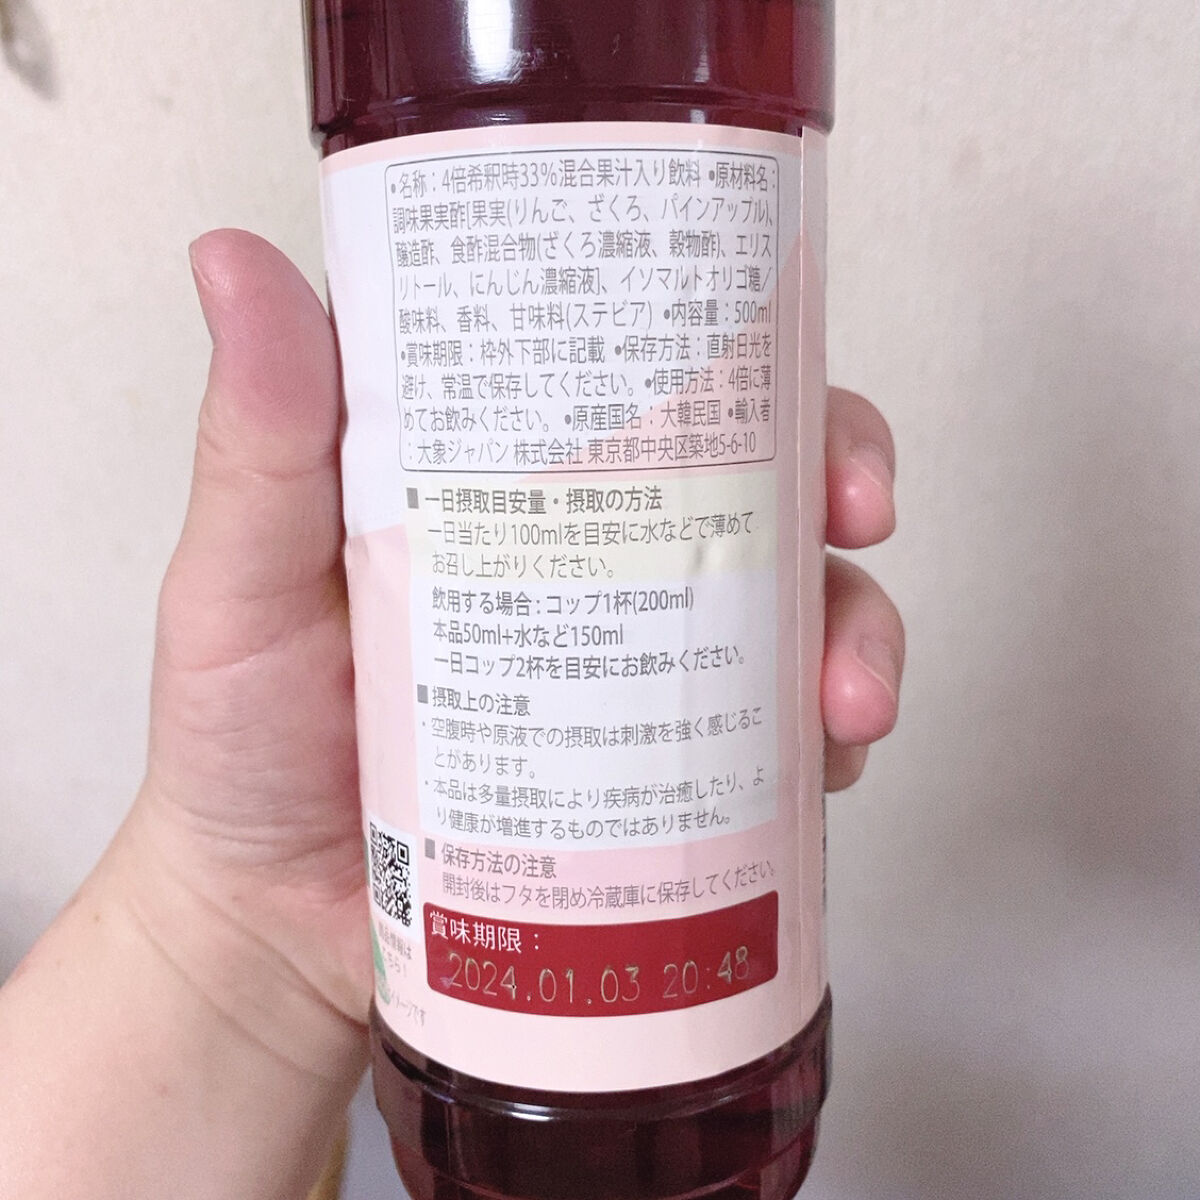 •名称：4倍希釈時33%混合果汁入り飲料 •原材料名：
調味果実酢[果実(りんご、ざくろ、パインアップル)、
醸造酢、食酢混合物(ざくろ濃縮液、穀物酢)、エリス
リトール、にんじん濃縮液]、イソマルトオリゴ糖／
酸味料、香料、甘味料(ステビア) •内容量：500ml
•賞味期限：枠外下部に記載 •保存方法：直射日光を
避け、常温で保存してください。•使用方法：4倍に薄
めてお飲みください。 •原産国名：大韓民国 •輸入者
：大象ジャパン 株式会社 東京都中央区築地5-6-10
■ 一日摂取目安量・摂取の方法
一日当たり100mlを目安に水などで薄めて
お召し上がりください。
飲用する場合：コップ1杯(200ml)
本品50ml+水など150ml
一日コップ2杯を目安にお飲みください。
■ 摂取上の注意
・空腹時や原液での摂取は刺激を強く感じるこ
とがあります。
・本品は多量摂取により疾病が治癒したり、よ
り健康が増進するものではありません。
■ 保存方法の注意
開封後はフタを閉め冷蔵庫に保存してください。
賞味期限：
2024.01.03 20:48
商品情報は
こちら！
イメージです